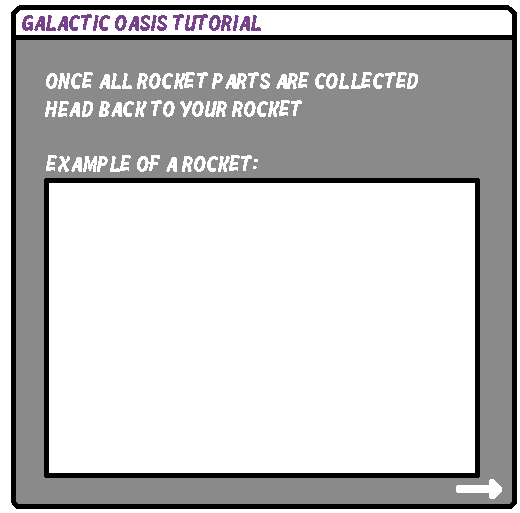 GALACTIC OASIS TUTORIAL
ONCE ALL ROCKET PARTS ARE COLLECTED
HEAD BACK TO YOUR ROCKET
EXAMPLE OF A ROCKET: